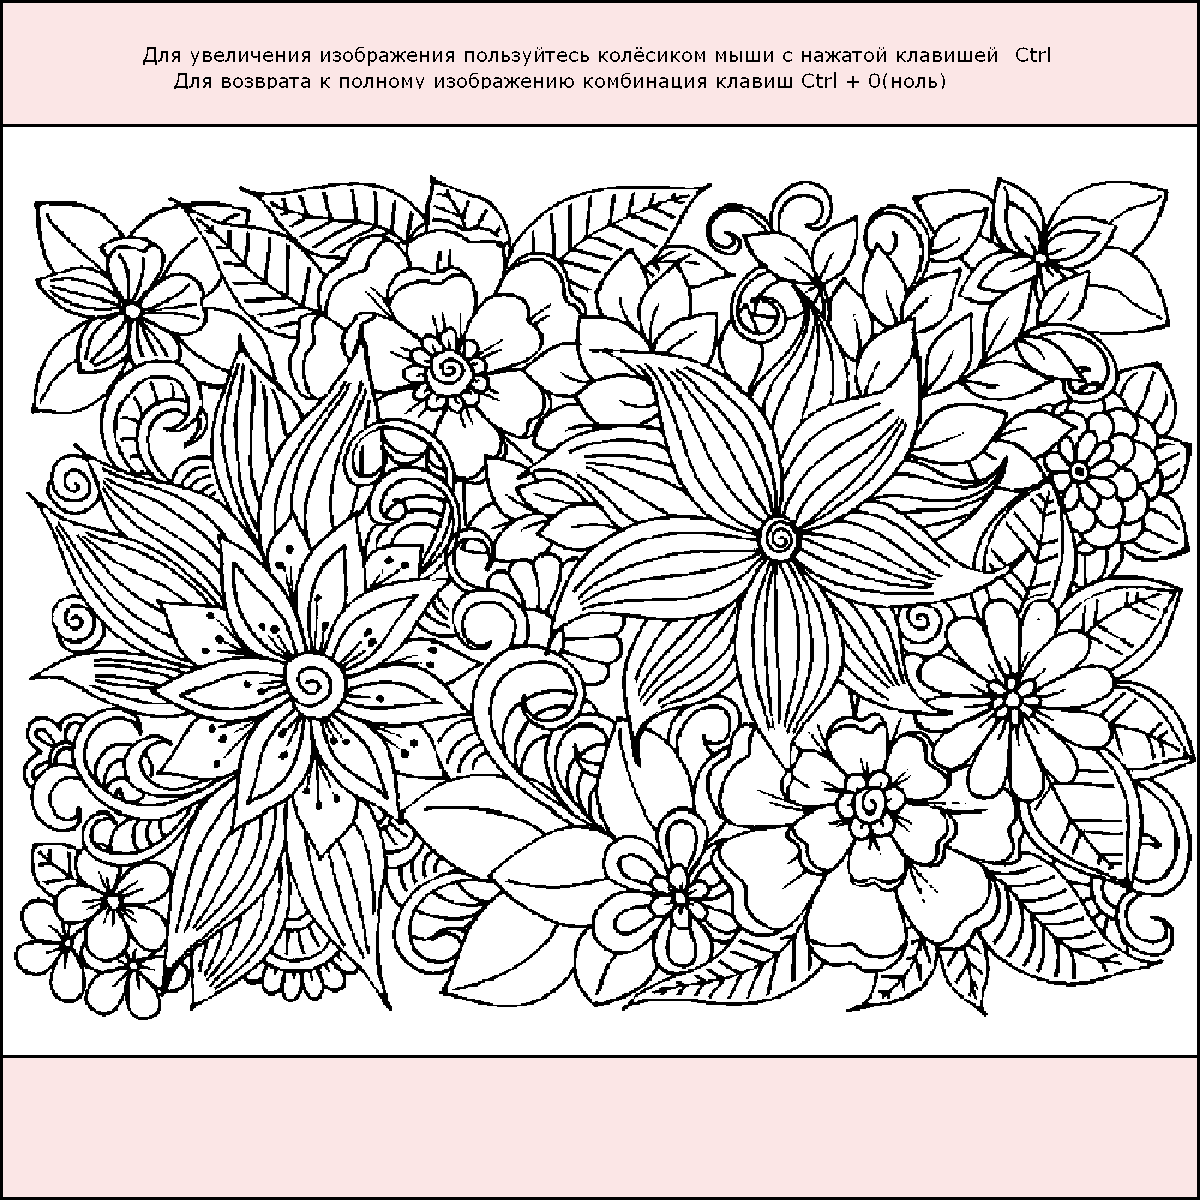 Для увеличения изображения пользуйтесь колёсиком мыши с нажатой клавишей Ctrl
Для возврата к полному изображению комбинация клавиш Ctrl + 0(ноль)